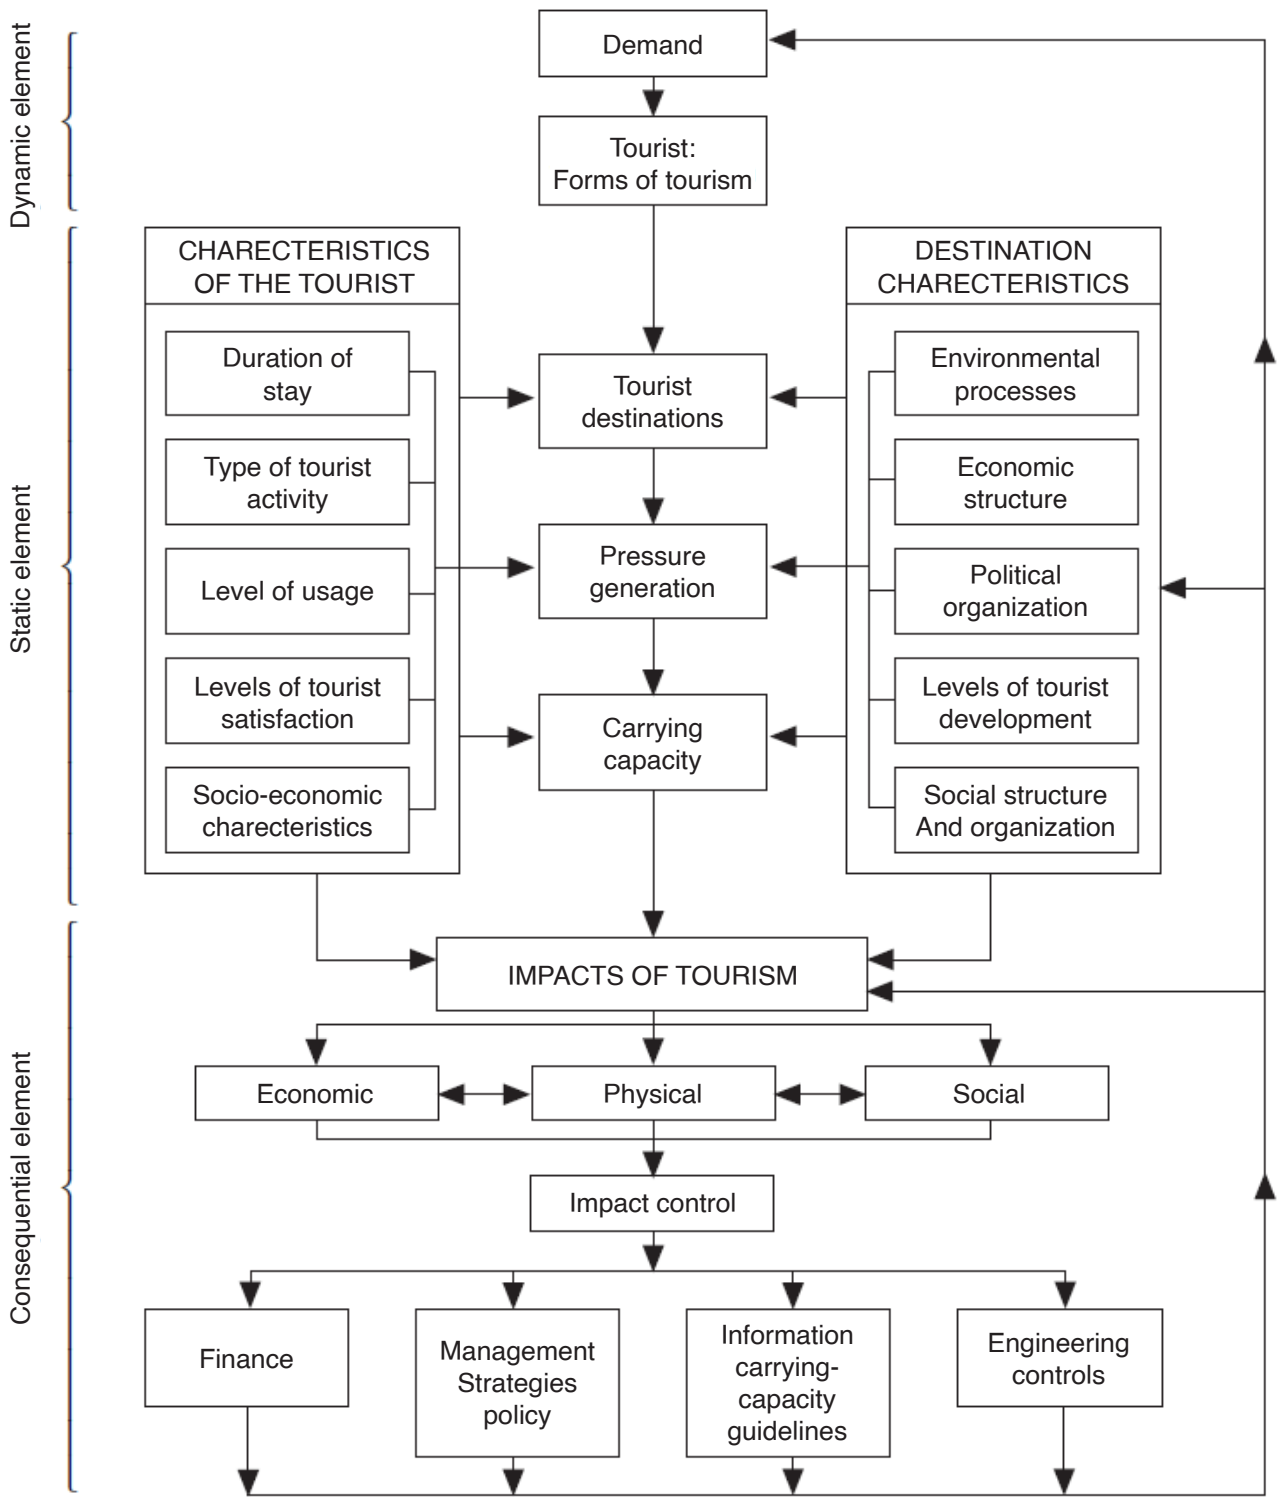 Dynamic element
Demand
Tourist:
Forms of tourism
Static element
CHARECTERISTICS
OF THE TOURIST
Duration of
stay
Type of tourist
activity
Level of usage
Levels of tourist
satisfaction
Socio-economic
charecteristics
Tourist
destinations
Pressure
generation
Carrying
capacity
DESTINATION
CHARECTERISTICS
Environmental
processes
Economic
structure
Political
organization
Levels of tourist
development
Social structure
And organization
Consequential element
IMPACTS OF TOURISM
Economic
Physical
Social
Impact control
Finance
Management
Strategies
policy
Information
carrying-
capacity
guidelines
Engineering
controls